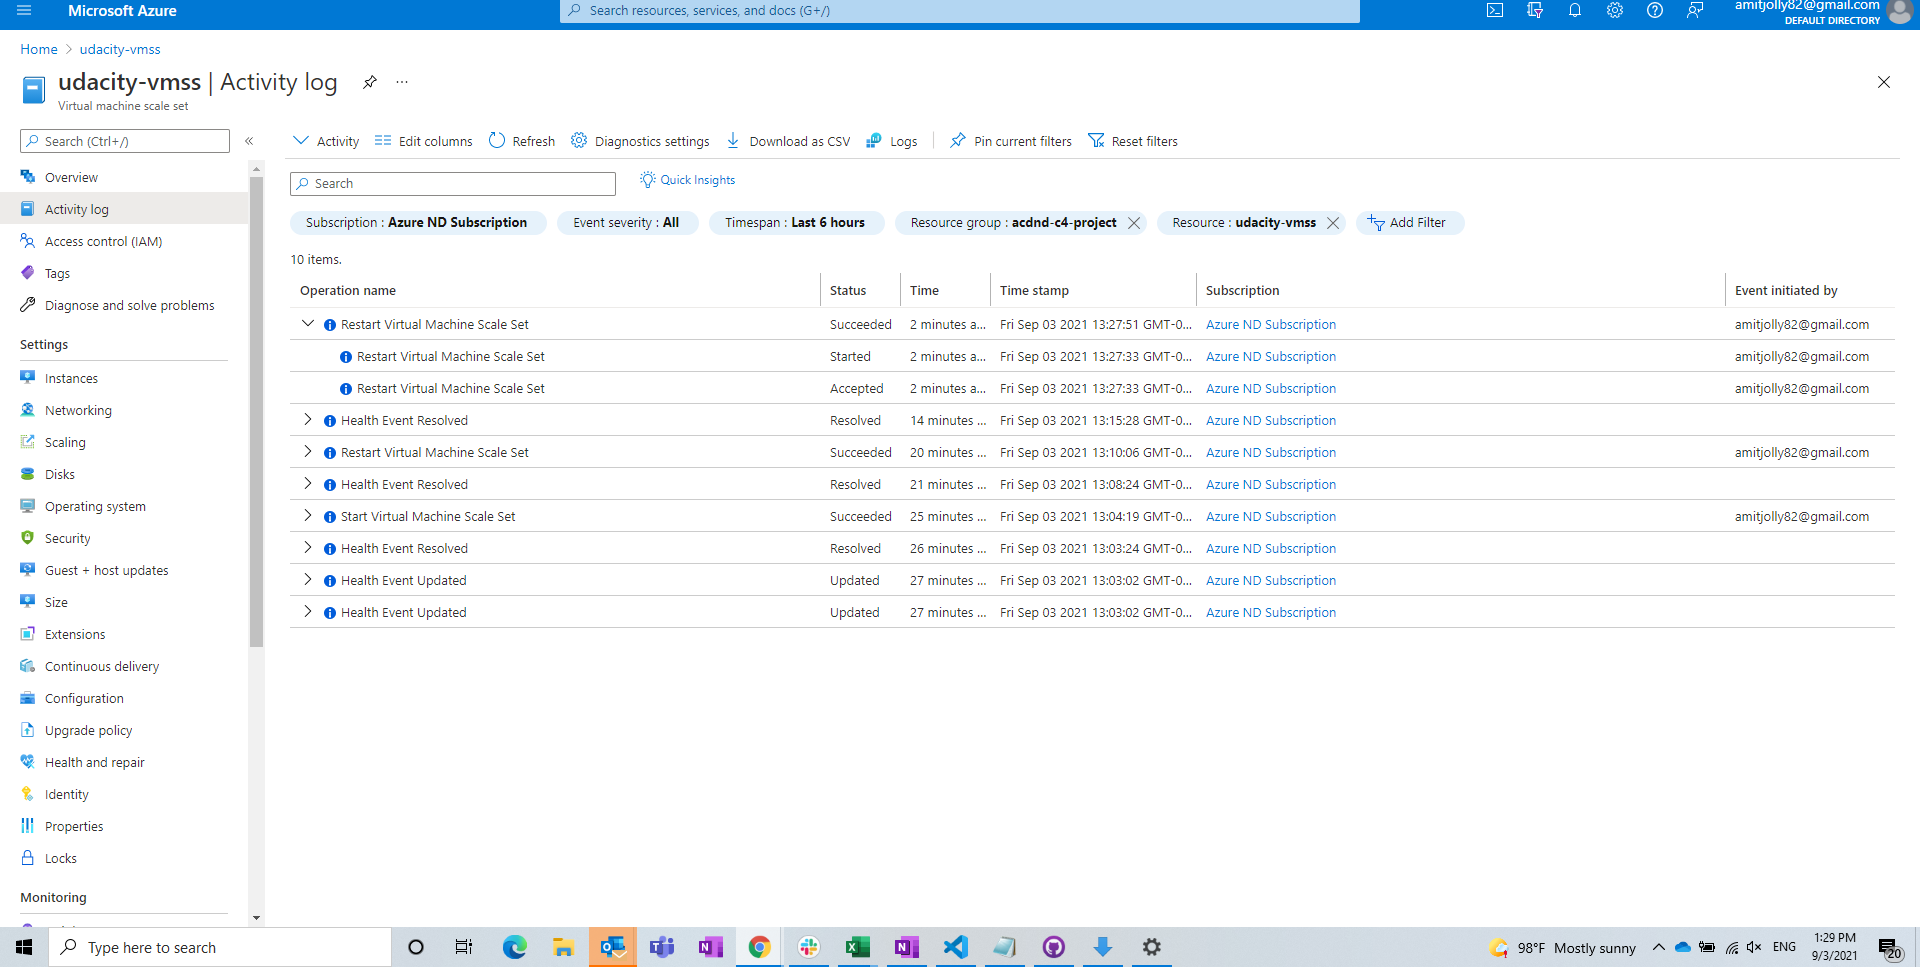 Microsoft Azure
Search resources, services, and docs (G+/)
amitjolly82@gmail.com
DEFAULT DIRECTORY
Home > udacity-vmss
udacity-vmss | Activity log
Virtual machine scale set
Search (Ctrl+/)
Activity Edit columns Refresh Diagnostics settings Download as CSV Logs Pin current filters Reset filters
Overview
Activity log
Access control (IAM)
Tags
Diagnose and solve problems
Settings
Instances
Networking
Scaling
Disks
Operating system
Security
Guest + host updates
Size
Extensions
Continuous delivery
Configuration
Upgrade policy
Health and repair
Identity
Properties
Locks
Monitoring
Search
Quick Insights
Subscription : Azure ND Subscription Event severity : All Timespan : Last 6 hours Resource group : acdnd-c4-project Resource : udacity-vmss Add Filter
10 items.
Operation name Status Time Time stamp Subscription Event initiated by
Restart Virtual Machine Scale Set Succeeded 2 minutes a... Fri Sep 03 2021 13:27:51 GMT-0... Azure ND Subscription amitjolly82@gmail.com
Restart Virtual Machine Scale Set Started 2 minutes a... Fri Sep 03 2021 13:27:33 GMT-0... Azure ND Subscription amitjolly82@gmail.com
Restart Virtual Machine Scale Set Accepted 2 minutes a... Fri Sep 03 2021 13:27:33 GMT-0... Azure ND Subscription amitjolly82@gmail.com
Health Event Resolved Resolved 14 minutes ... Fri Sep 03 2021 13:15:28 GMT-0... Azure ND Subscription
Restart Virtual Machine Scale Set Succeeded 20 minutes ... Fri Sep 03 2021 13:10:06 GMT-0... Azure ND Subscription amitjolly82@gmail.com
Health Event Resolved Resolved 21 minutes ... Fri Sep 03 2021 13:08:24 GMT-0... Azure ND Subscription
Start Virtual Machine Scale Set Succeeded 25 minutes ... Fri Sep 03 2021 13:04:19 GMT-0... Azure ND Subscription amitjolly82@gmail.com
Health Event Resolved Resolved 26 minutes ... Fri Sep 03 2021 13:03:24 GMT-0... Azure ND Subscription
Health Event Updated Updated 27 minutes ... Fri Sep 03 2021 13:03:02 GMT-0... Azure ND Subscription
Health Event Updated Updated 27 minutes ... Fri Sep 03 2021 13:03:02 GMT-0... Azure ND Subscription
Type here to search
98°F Mostly sunny
ENG
1:29 PM
9/3/2021
20